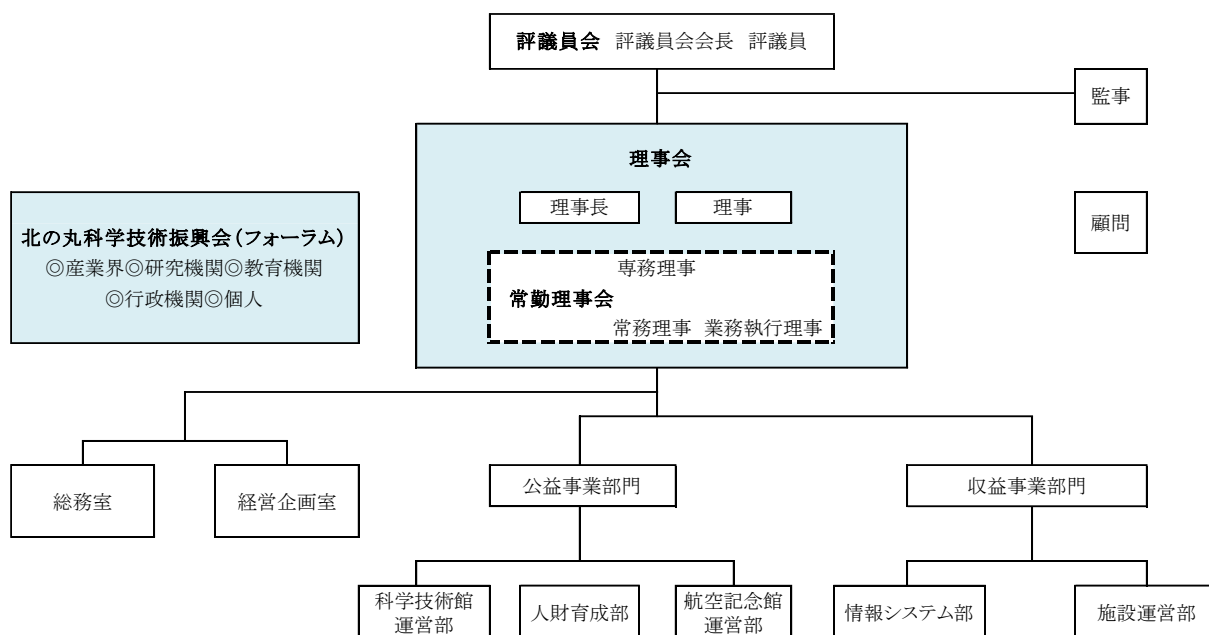 評議員会 評議員会会長 評議員
監事
理事会
理事長 理事
顧問
北の丸科学技術振興会(フォーラム)
◎産業界◎研究機関◎教育機関
◎行政機関◎個人
専務理事
常勤理事会
常務理事 業務執行理事
総務室
経営企画室
公益事業部門
収益事業部門
科学技術館
運営部
人財育成部
航空記念館
運営部
情報システム部
施設運営部